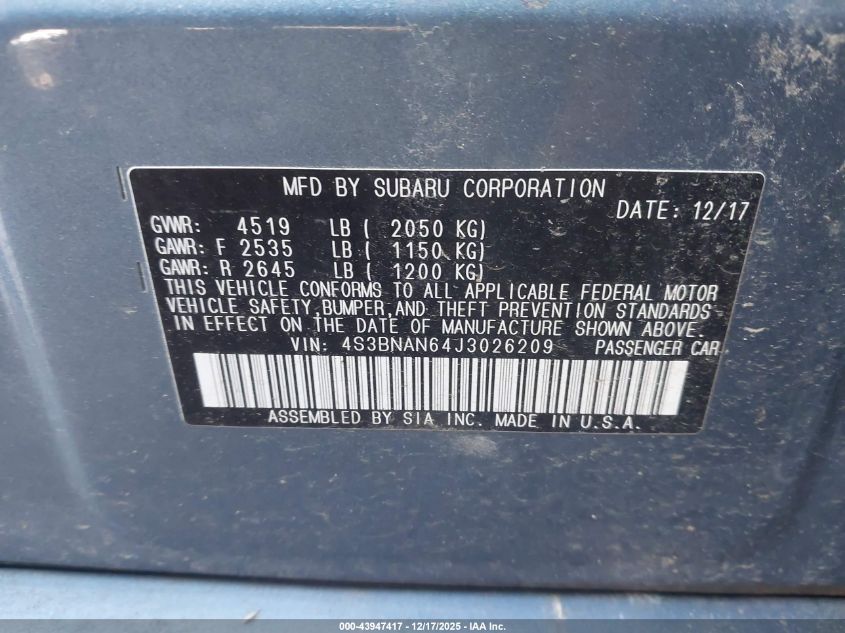 MFD BY SUBARU CORPORATION
DATE: 12/17
GVWR: 4519 LB ( 2050 KG)
GAWR: F 2535 LB ( 1150 KG)
GAWR: R 2645 LB ( 1200 KG)
THIS VEHICLE CONFORMS TO ALL APPLICABLE FEDERAL MOTOR
VEHICLE SAFETY,BUMPER,AND THEFT PREVENTION STANDARDS
IN EFFECT ON THE DATE OF MANUFACTURE SHOWN ABOVE.
VIN: 4S3BNAN64J3026209 PASSENGER CAR
ASSEMBLED BY SIA INC. MADE IN U.S.A.
000-43947417 - 12/17/2025 - IAA Inc.